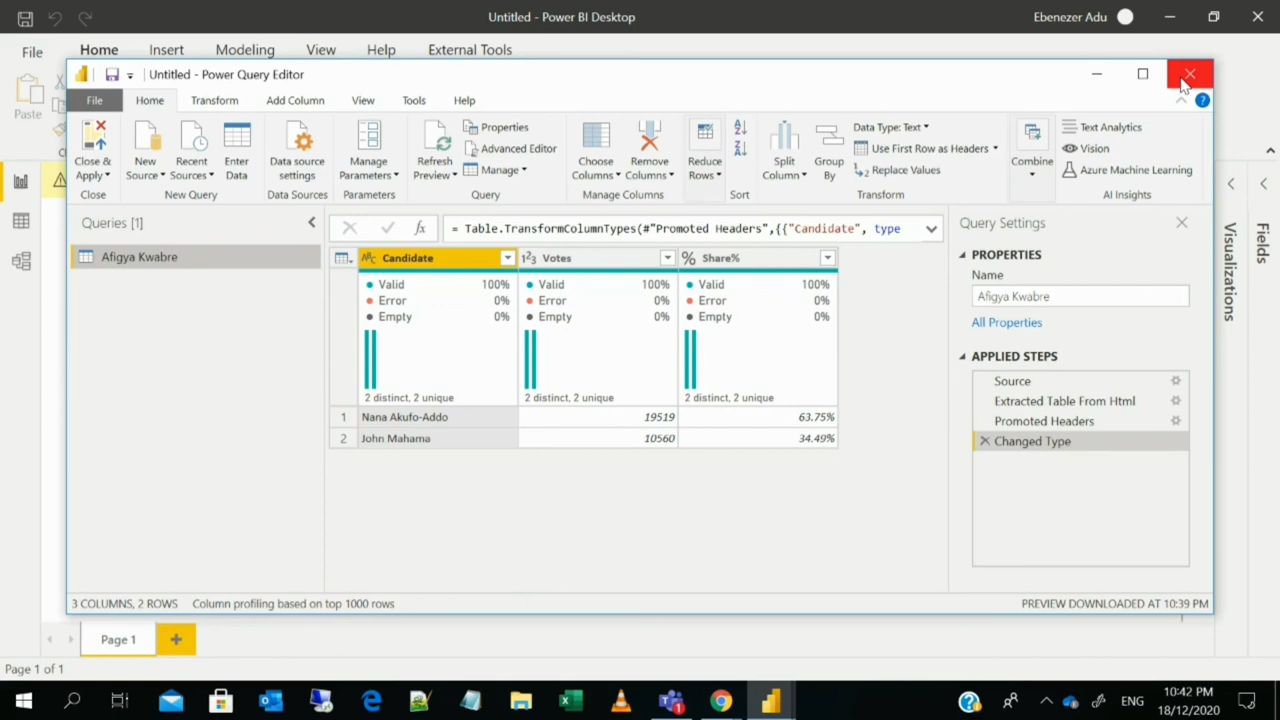 Untitled - Power BI Desktop
Ebenezer Adu
File
Home
Insert
Modeling
View
Help
External Tools
Paste
Untitled - Power Query Editor
File
Home
Transform
Add Column
View
Tools
Help
?
Close & Apply
New Source
Recent Sources
Enter Data
Data source settings
Manage Parameters
Refresh Preview
Properties
Advanced Editor
Manage
Choose Columns
Remove Columns
Reduce Rows
Split Column
Group By
Data Type: Text
Use First Row as Headers
Replace Values
Combine
Text Analytics
Vision
Azure Machine Learning
Close
New Query
Data Sources
Parameters
Query
Manage Columns
Sort
Transform
AI Insights
Queries [1]
Afigya Kwabre
fx
= Table.TransformColumnTypes(#"Promoted Headers",{{"Candidate", type
Candidate
Votes
Share%
Valid 100%
Error 0%
Empty 0%
2 distinct, 2 unique
Valid 100%
Error 0%
Empty 0%
2 distinct, 2 unique
Valid 100%
Error 0%
Empty 0%
2 distinct, 2 unique
1 Nana Akufo-Addo 19519 63.75%
2 John Mahama 10560 34.49%
Query Settings
PROPERTIES
Name
Afigya Kwabre
All Properties
APPLIED STEPS
Source
Extracted Table From Html
Promoted Headers
Changed Type
Visualizations
Fields
3 COLUMNS, 2 ROWS
Column profiling based on top 1000 rows
PREVIEW DOWNLOADED AT 10:39 PM
Page 1
Page 1 of 1
ENG
10:42 PM
18/12/2020